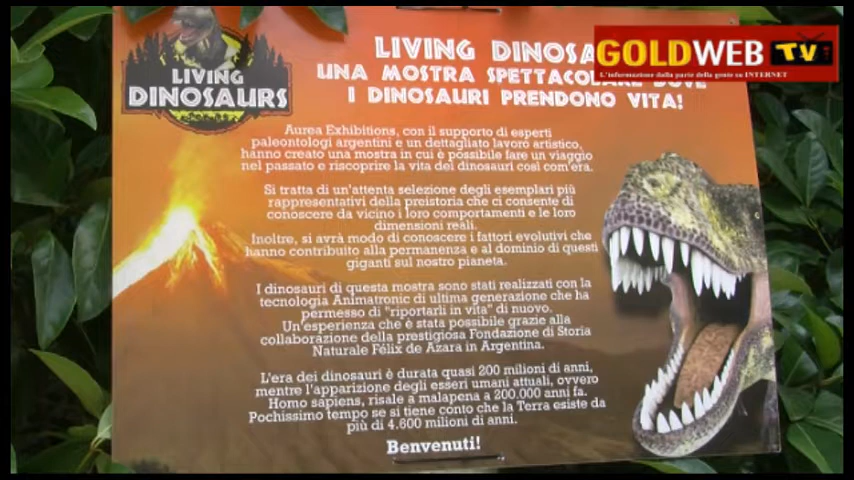 LIVING
DINOSAURS
LIVING DINOSA
UNA MOSTRA SPETTACOLARE DOVE
I DINOSAURI PRENDONO VITA!
GOLDWEB TV
L'informazione dalla parte della gente su INTERNET
Aurea Exhibitions, con il supporto di esperti
paleontologi argentini e un dettagliato lavoro artistico,
hanno creato una mostra in cui è possibile fare un viaggio
nel passato e riscoprire la vita dei dinosauri così com'era.
Si tratta di un'attenta selezione degli esemplari più
rappresentativi della preistoria che ci consente di
conoscere da vicino i loro comportamenti e le loro
dimensioni reali.
Inoltre, si avrà modo di conoscere i fattori evolutivi che
hanno contribuito alla permanenza e al dominio di questi
giganti sul nostro pianeta.
I dinosauri di questa mostra sono stati realizzati con la
tecnologia Animatronic di ultima generazione che ha
permesso di "riportarli in vita" di nuovo.
Un'esperienza che è stata possibile grazie alla
collaborazione della prestigiosa Fondazione di Storia
Naturale Félix de Azara in Argentina.
L'era dei dinosauri è durata quasi 200 milioni di anni,
mentre l'apparizione degli esseri umani attuali, ovvero
Homo sapiens, risale a malapena a 200.000 anni fa.
Pochissimo tempo se si tiene conto che la Terra esiste da
più di 4.600 milioni di anni.
Benvenuti!